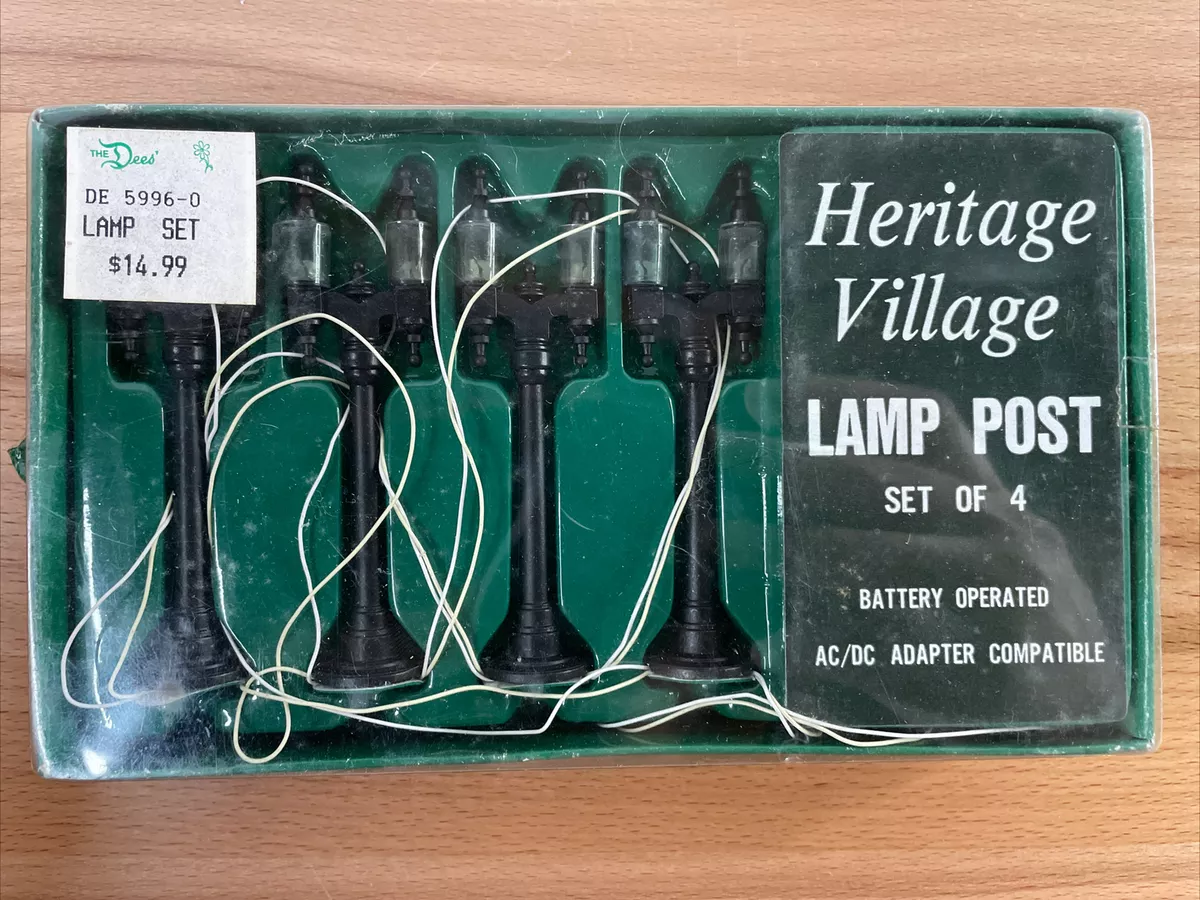 THE Dees'
DE 5996-0
LAMP SET
$14.99
Heritage
Village
LAMP POST
SET OF 4
BATTERY OPERATED
AC/DC ADAPTER COMPATIBLE